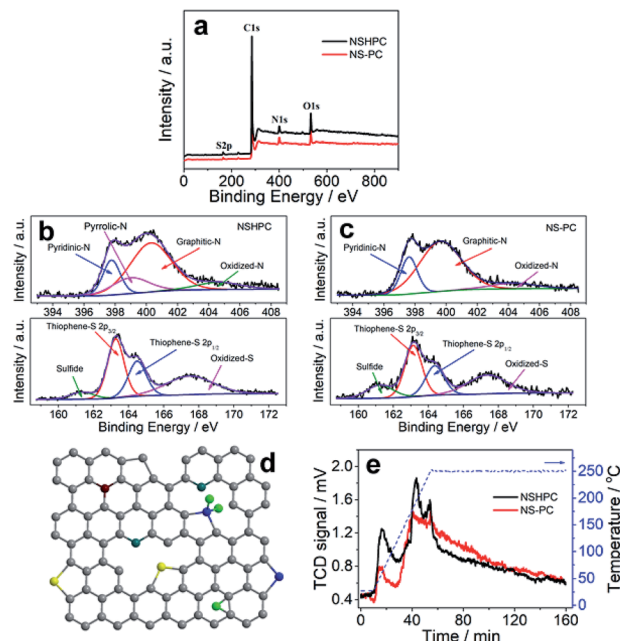 a
C1s
NSHPC
NS-PC
S2p
N1s
O1s
Intensity / a.u.
0 200 400 600 800
Binding Energy / eV
b
Pyrrolic-N
NSHPC
Pyridinic-N
Graphitic-N
Oxidized-N
Intensity / a.u.
394 396 398 400 402 404 406 408
Thiophene-S 2p3/2
Thiophene-S 2p1/2
Sulfide
Oxidized-S
Intensity / a.u.
160 162 164 166 168 170 172
Binding Energy / eV
c
NS-PC
Pyridinic-N
Graphitic-N
Oxidized-N
Intensity / a.u.
394 396 398 400 402 404 406 408
Thiophene-S 2p3/2
Thiophene-S 2p1/2
Sulfide
Oxidized-S
Intensity / a.u.
160 162 164 166 168 170 172
Binding Energy / eV
d
e
NSHPC
NS-PC
TCD signal / mV
2.0
1.6
1.2
0.8
0.4
0 40 80 120 160
Time / min
250
200
150
100
50
0
Temperature / °C